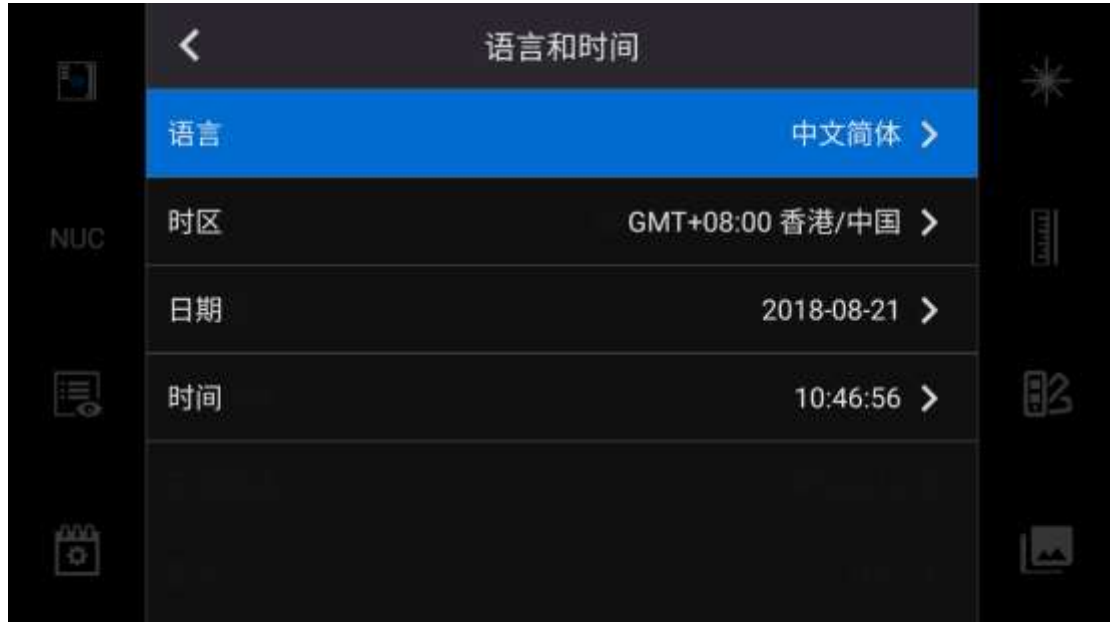 语言和时间
语言 中文简体
NUC
时区 GMT+08:00 香港/中国
日期 2018-08-21
时间 10:46:56